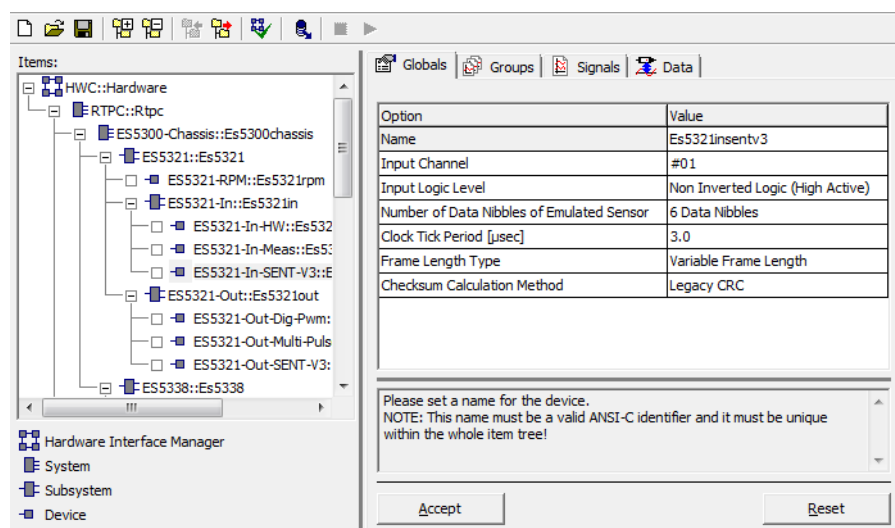 Items:
HWC::Hardware
RTPC::Rtpc
ES5300-Chassis::Es5300chassis
ES5321::Es5321
ES5321-RPM::Es5321rpm
ES5321-In::Es5321in
ES5321-In-HW::Es532
ES5321-In-Meas::Es53
ES5321-In-SENT-V3::E
ES5321-Out::Es5321out
ES5321-Out-Dig-Pwm:
ES5321-Out-Multi-Puls
ES5321-Out-SENT-V3:
ES5338::Es5338
Hardware Interface Manager
System
Subsystem
Device
Globals Groups Signals Data
Option Value
Name Es5321insentv3
Input Channel #01
Input Logic Level Non Inverted Logic (High Active)
Number of Data Nibbles of Emulated Sensor 6 Data Nibbles
Clock Tick Period [µsec] 3.0
Frame Length Type Variable Frame Length
Checksum Calculation Method Legacy CRC
Please set a name for the device.
NOTE: This name must be a valid ANSI-C identifier and it must be unique
within the whole item tree!
Accept Reset